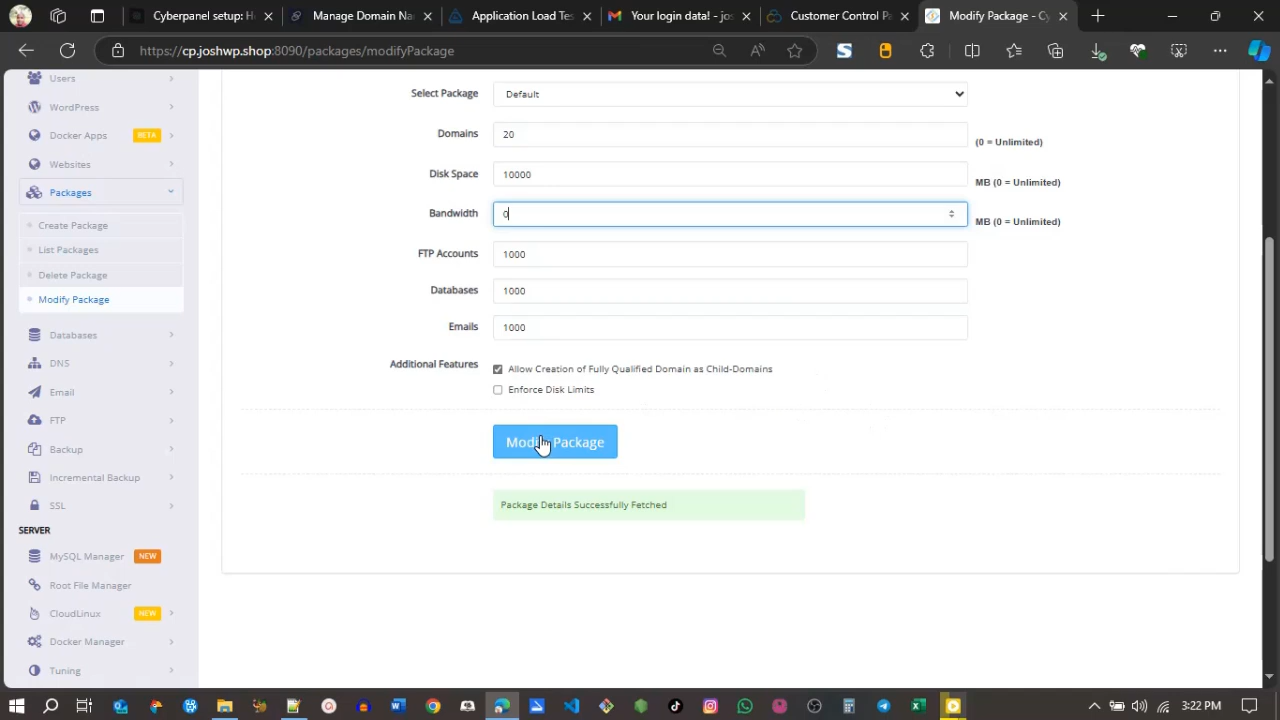 Cyberpanel setup: H
Manage Domain Na
Application Load Tes
Your login data! - os
Customer Control Pa
Modify Package - Cy
https://cp.joshwp.shop:8090/packages/modifyPackage
Users
WordPress
Docker Apps BETA
Websites
Packages
Create Package
List Packages
Delete Package
Modify Package
Databases
DNS
Email
FTP
Backup
Incremental Backup
SSL
SERVER
MySQL Manager NEW
Root File Manager
CloudLinux NEW
Docker Manager
Tuning
Select Package Default
Domains 20 (0 = Unlimited)
Disk Space 10000 MB (0 = Unlimited)
Bandwidth 0 MB (0 = Unlimited)
FTP Accounts 1000
Databases 1000
Emails 1000
Additional Features Allow Creation of Fully Qualified Domain as Child-Domains
Enforce Disk Limits
Modify Package
Package Details Successfully Fetched
3:22 PM